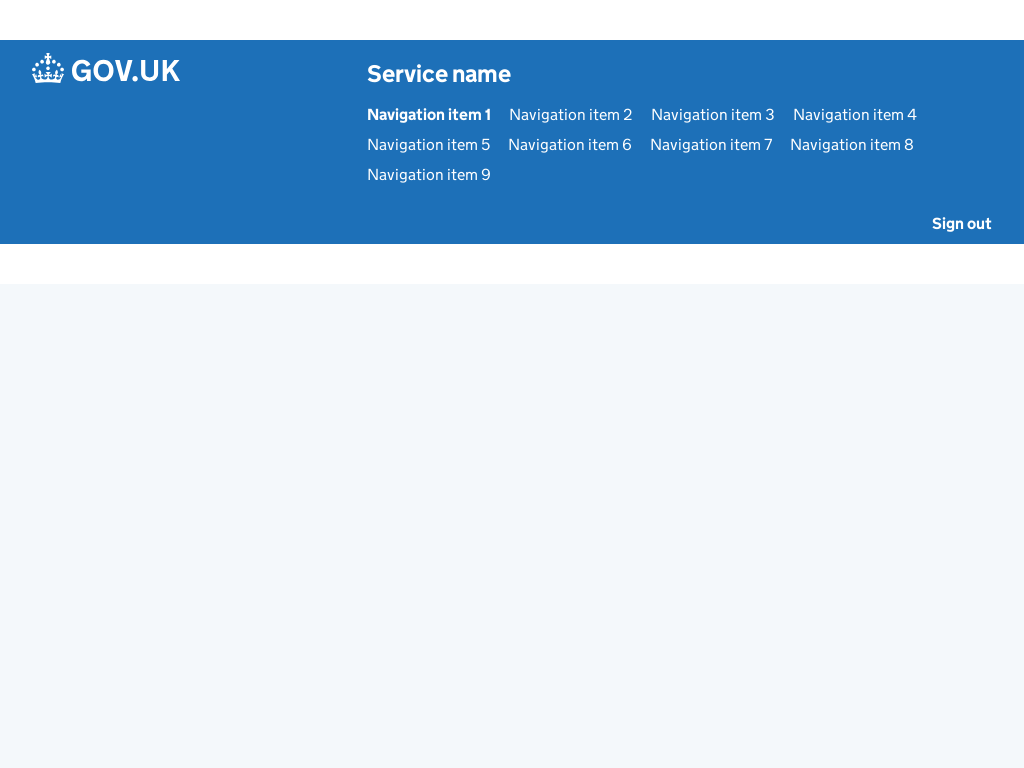 GOV.UK
Service name
Navigation item 1 Navigation item 2 Navigation item 3 Navigation item 4
Navigation item 5 Navigation item 6 Navigation item 7 Navigation item 8
Navigation item 9
Sign out